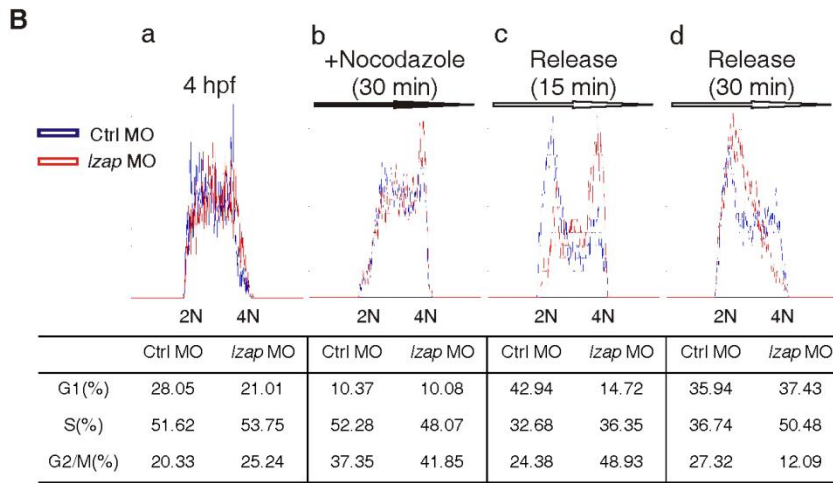 B
a b c d
+Nocodazole Release Release
4 hpf (30 min) (15 min) (30 min)
Ctrl MO
lzap MO
2N 4N 2N 4N 2N 4N 2N 4N
Ctrl MO lzap MO Ctrl MO lzap MO Ctrl MO lzap MO Ctrl MO lzap MO
G1(%) 28.05 21.01 10.37 10.08 42.94 14.72 35.94 37.43
S(%) 51.62 53.75 52.28 48.07 32.68 36.35 36.74 50.48
G2/M(%) 20.33 25.24 37.35 41.85 24.38 48.93 27.32 12.09